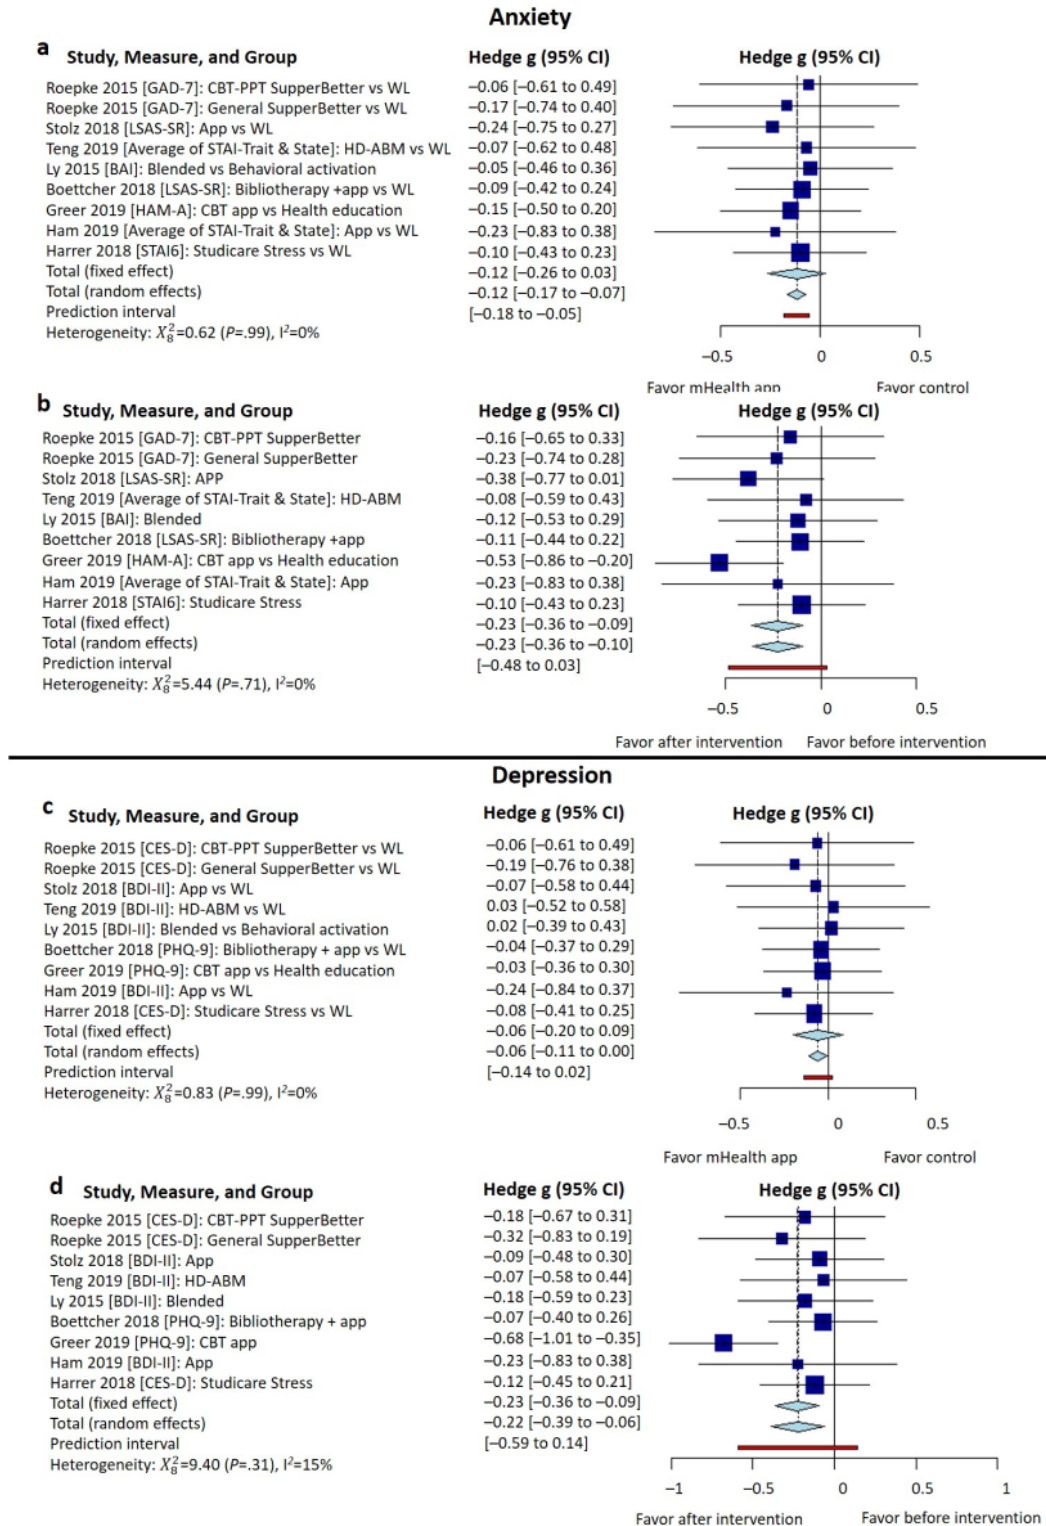 Anxiety
a Study, Measure, and Group Hedge g (95% CI) Hedge g (95% CI)
Roepke 2015 [GAD-7]: CBT-PPT SupperBetter vs WL −0.06 [−0.61 to 0.49]
Roepke 2015 [GAD-7]: General SupperBetter vs WL −0.17 [−0.74 to 0.40]
Stolz 2018 [LSAS-SR]: App vs WL −0.24 [−0.75 to 0.27]
Teng 2019 [Average of STAI-Trait & State]: HD-ABM vs WL −0.07 [−0.62 to 0.48]
Ly 2015 [BAI]: Blended vs Behavioral activation −0.05 [−0.46 to 0.36]
Boettcher 2018 [LSAS-SR]: Bibliotherapy +app vs WL −0.09 [−0.42 to 0.24]
Greer 2019 [HAM-A]: CBT app vs Health education −0.15 [−0.50 to 0.20]
Ham 2019 [Average of STAI-Trait & State]: App vs WL −0.23 [−0.83 to 0.38]
Harrer 2018 [STAI6]: Studicare Stress vs WL −0.10 [−0.43 to 0.23]
Total (fixed effect) −0.12 [−0.26 to 0.03]
Total (random effects) −0.12 [−0.17 to −0.07]
Prediction interval [−0.18 to −0.05]
Heterogeneity: X²₈=0.62 (P=.99), I²=0%
−0.5 0 0.5
Favor mHealth app Favor control
b Study, Measure, and Group Hedge g (95% CI) Hedge g (95% CI)
Roepke 2015 [GAD-7]: CBT-PPT SupperBetter −0.16 [−0.65 to 0.33]
Roepke 2015 [GAD-7]: General SupperBetter −0.23 [−0.74 to 0.28]
Stolz 2018 [LSAS-SR]: APP −0.38 [−0.77 to 0.01]
Teng 2019 [Average of STAI-Trait & State]: HD-ABM −0.08 [−0.59 to 0.43]
Ly 2015 [BAI]: Blended −0.12 [−0.53 to 0.29]
Boettcher 2018 [LSAS-SR]: Bibliotherapy +app −0.11 [−0.44 to 0.22]
Greer 2019 [HAM-A]: CBT app vs Health education −0.53 [−0.86 to −0.20]
Ham 2019 [Average of STAI-Trait & State]: App −0.23 [−0.83 to 0.38]
Harrer 2018 [STAI6]: Studicare Stress −0.10 [−0.43 to 0.23]
Total (fixed effect) −0.23 [−0.36 to −0.09]
Total (random effects) −0.23 [−0.36 to −0.10]
Prediction interval [−0.48 to 0.03]
Heterogeneity: X²₈=5.44 (P=.71), I²=0%
−0.5 0 0.5
Favor after intervention Favor before intervention
Depression
c Study, Measure, and Group Hedge g (95% CI) Hedge g (95% CI)
Roepke 2015 [CES-D]: CBT-PPT SupperBetter vs WL −0.06 [−0.61 to 0.49]
Roepke 2015 [CES-D]: General SupperBetter vs WL −0.19 [−0.76 to 0.38]
Stolz 2018 [BDI-II]: App vs WL −0.07 [−0.58 to 0.44]
Teng 2019 [BDI-II]: HD-ABM vs WL 0.03 [−0.52 to 0.58]
Ly 2015 [BDI-II]: Blended vs Behavioral activation 0.02 [−0.39 to 0.43]
Boettcher 2018 [PHQ-9]: Bibliotherapy + app vs WL −0.04 [−0.37 to 0.29]
Greer 2019 [PHQ-9]: CBT app vs Health education −0.03 [−0.36 to 0.30]
Ham 2019 [BDI-II]: App vs WL −0.24 [−0.84 to 0.37]
Harrer 2018 [CES-D]: Studicare Stress vs WL −0.08 [−0.41 to 0.25]
Total (fixed effect) −0.06 [−0.20 to 0.09]
Total (random effects) −0.06 [−0.11 to 0.00]
Prediction interval [−0.14 to 0.02]
Heterogeneity: X²₈=0.83 (P=.99), I²=0%
−0.5 0 0.5
Favor mHealth app Favor control
d Study, Measure, and Group Hedge g (95% CI) Hedge g (95% CI)
Roepke 2015 [CES-D]: CBT-PPT SupperBetter −0.18 [−0.67 to 0.31]
Roepke 2015 [CES-D]: General SupperBetter −0.32 [−0.83 to 0.19]
Stolz 2018 [BDI-II]: App −0.09 [−0.48 to 0.30]
Teng 2019 [BDI-II]: HD-ABM −0.07 [−0.58 to 0.44]
Ly 2015 [BDI-II]: Blended −0.18 [−0.59 to 0.23]
Boettcher 2018 [PHQ-9]: Bibliotherapy + app −0.07 [−0.40 to 0.26]
Greer 2019 [PHQ-9]: CBT app −0.68 [−1.01 to −0.35]
Ham 2019 [BDI-II]: App −0.23 [−0.83 to 0.38]
Harrer 2018 [CES-D]: Studicare Stress −0.12 [−0.45 to 0.21]
Total (fixed effect) −0.23 [−0.36 to −0.09]
Total (random effects) −0.22 [−0.39 to −0.06]
Prediction interval [−0.59 to 0.14]
Heterogeneity: X²₈=9.40 (P=.31), I²=15%
−1 −0.5 0 0.5 1
Favor after intervention Favor before intervention